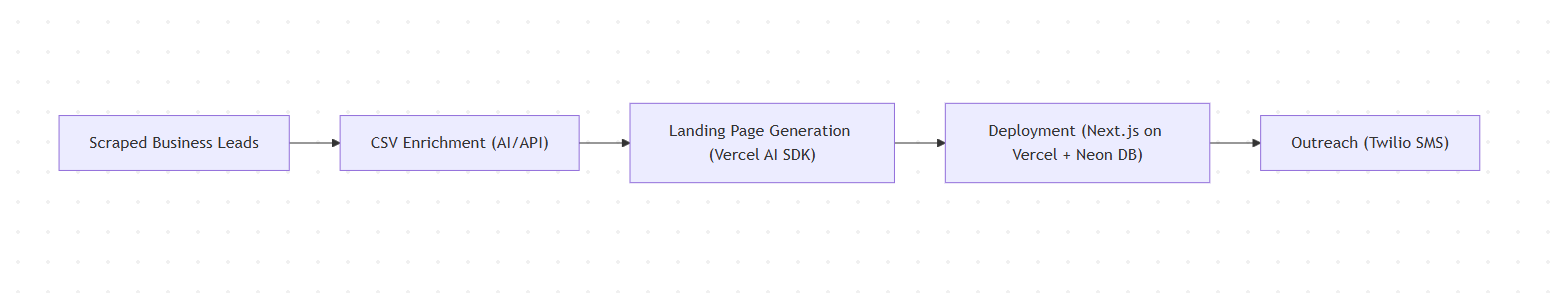 Scraped Business Leads
CSV Enrichment (AI/API)
Landing Page Generation
(Vercel AI SDK)
Deployment (Next.js on
Vercel + Neon DB)
Outreach (Twilio SMS)